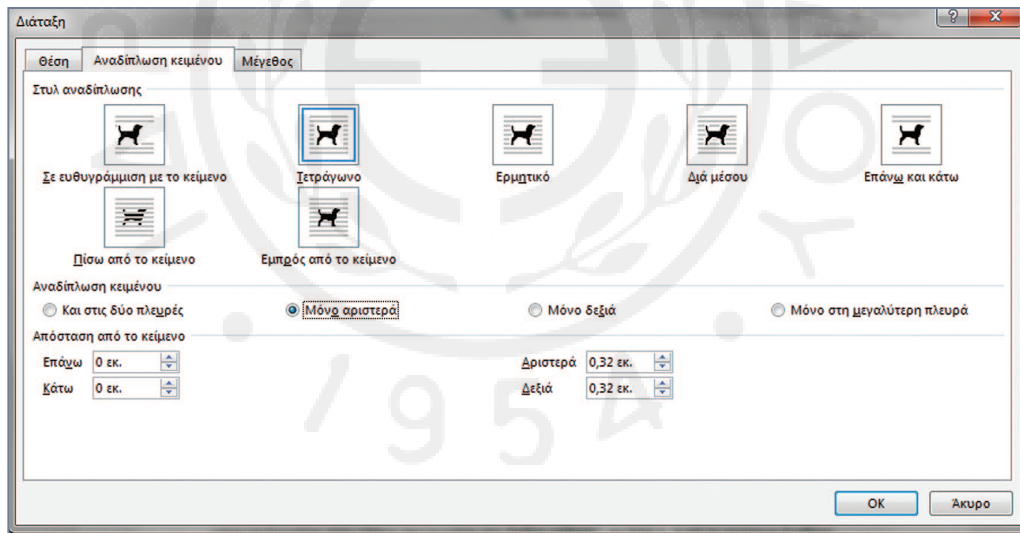 Διάταξη
Θέση Αναδίπλωση κειμένου Μέγεθος
Στυλ αναδίπλωσης
Σε ευθυγράμμιση με το κείμενο Τετράγωνο Ερμητικό Διά μέσου Επάνω και κάτω
Πίσω από το κείμενο Εμπρός από το κείμενο
Αναδίπλωση κειμένου
Και στις δύο πλευρές Μόνο αριστερά Μόνο δεξιά Μόνο στη μεγαλύτερη πλευρά
Απόσταση από το κείμενο
Επάνω 0 εκ. Αριστερά 0,32 εκ.
Κάτω 0 εκ. Δεξιά 0,32 εκ.
1954
OK Άκυρο